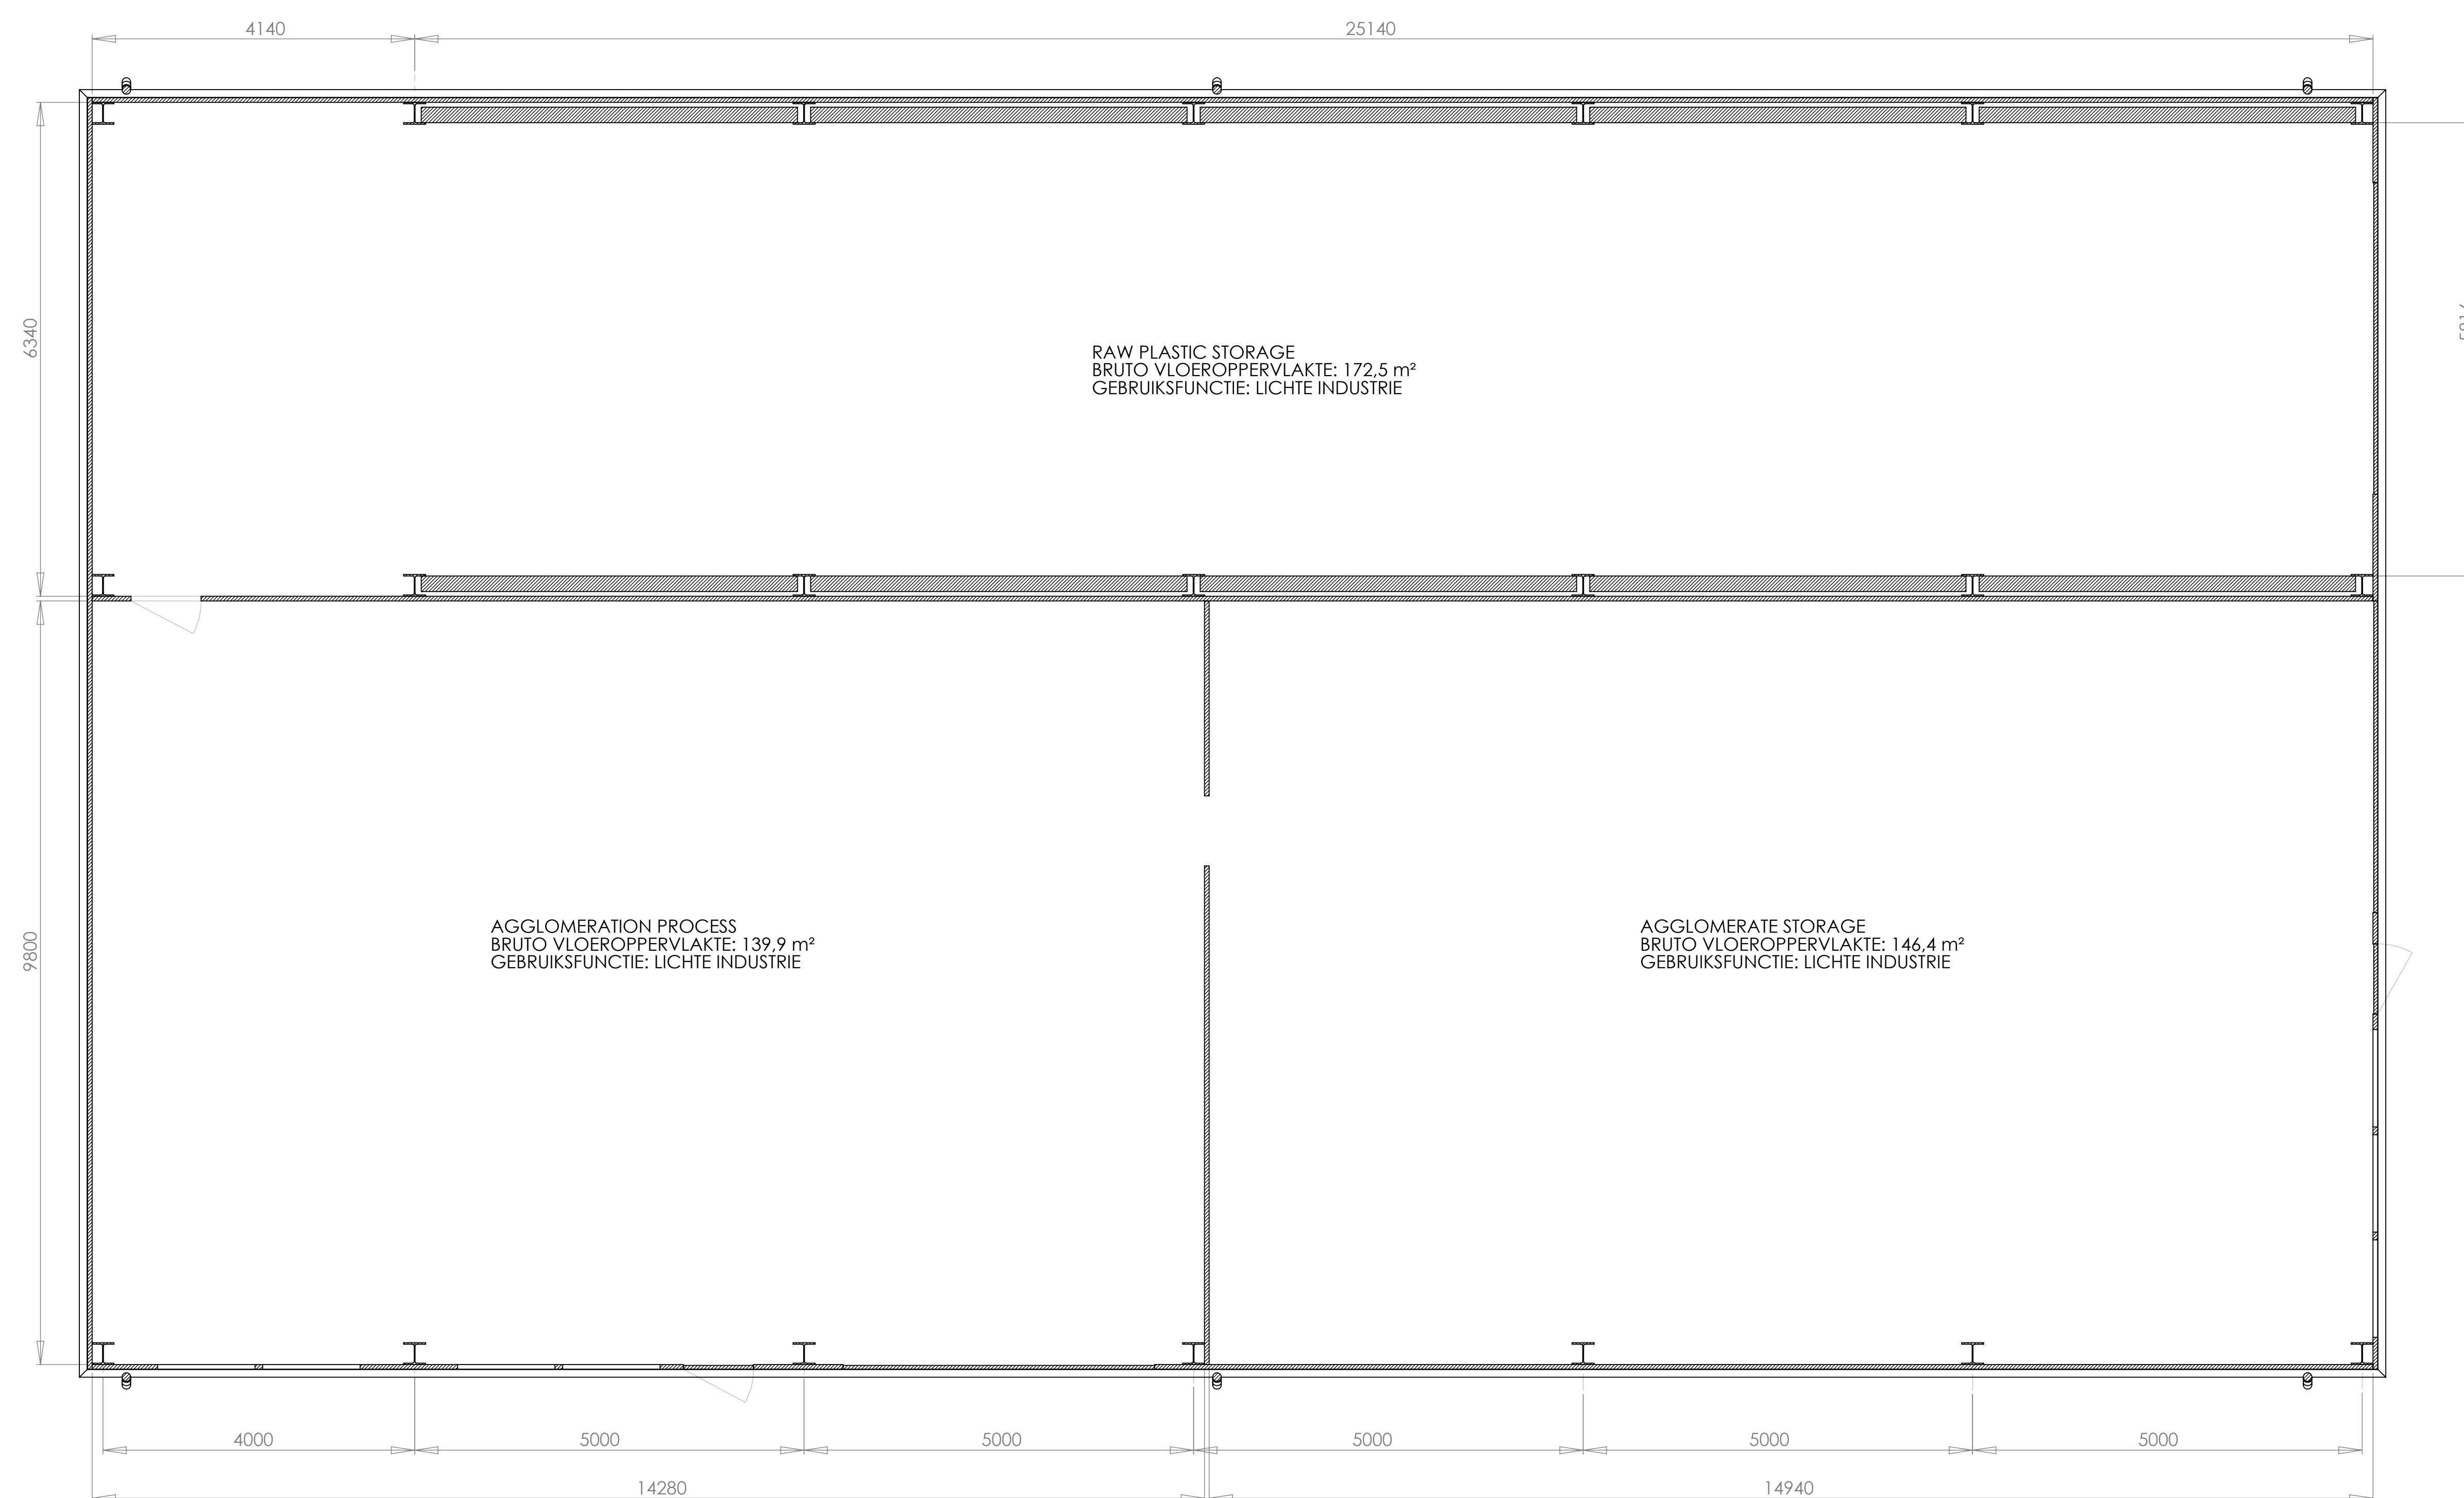 4140
25140
6340
RAW PLASTIC STORAGE
BRUTO VLOEROPPERVLAKTE: 172,5 m²
GEBRUIKSFUNCTIE: LICHTE INDUSTRIE
9800
AGGLOMERATION PROCESS
BRUTO VLOEROPPERVLAKTE: 139,9 m²
GEBRUIKSFUNCTIE: LICHTE INDUSTRIE
AGGLOMERATE STORAGE
BRUTO VLOEROPPERVLAKTE: 146,4 m²
GEBRUIKSFUNCTIE: LICHTE INDUSTRIE
4000
5000
5000
5000
5000
5000
14280
14940